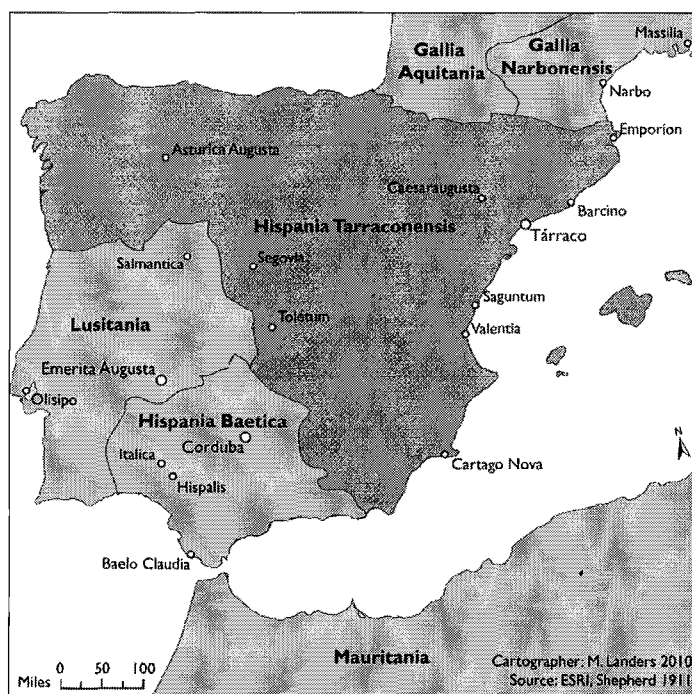 Massilia
Gallia
Aquitania
Gallia
Narbonensis
Narbo
Emporion
Asturica Augusta
Caesaraugusta
Barcino
Hispania Tarraconensis
Tárraco
Salmantica
Segovia
Saguntum
Lusitania
Toletum
Valentia
Emerita Augusta
Olisipo
Hispania Baetica
Corduba
Italica
Hispalis
N
Cartago Nova
Baelo Claudia
Mauritania
Miles 0 50 100
Cartographer: M. Landers 2010
Source: ESRI, Shepherd 1911